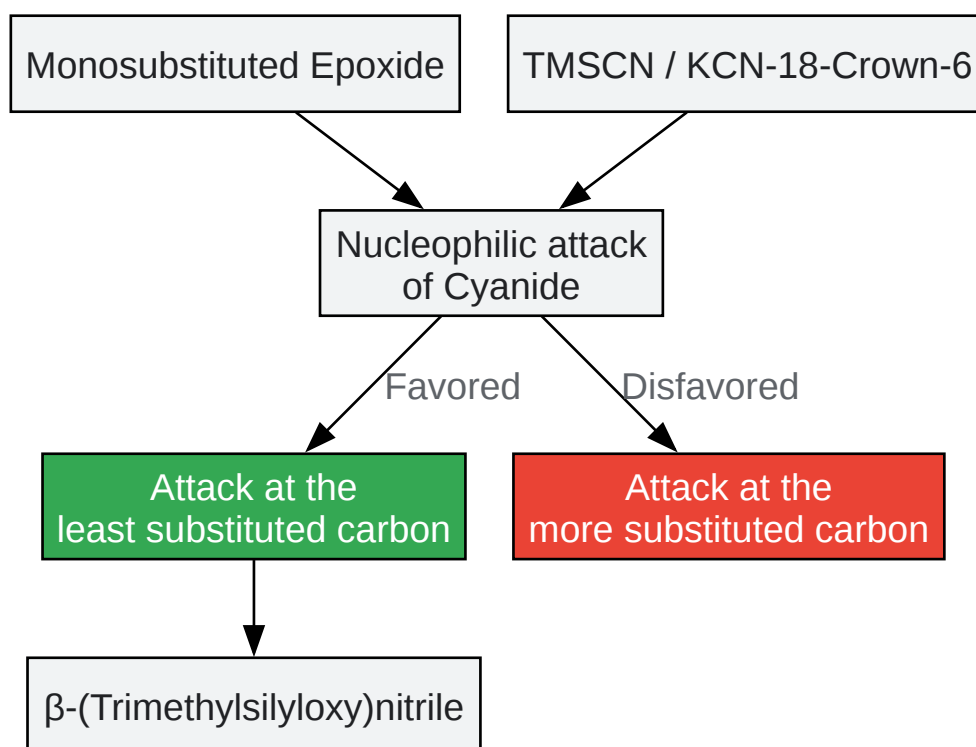 Monosubstituted Epoxide
TMSCN / KCN-18-Crown-6
Nucleophilic attack
of Cyanide
Favored
Disfavored
Attack at the
least substituted carbon
Attack at the
more substituted carbon
β-(Trimethylsilyloxy)nitrile